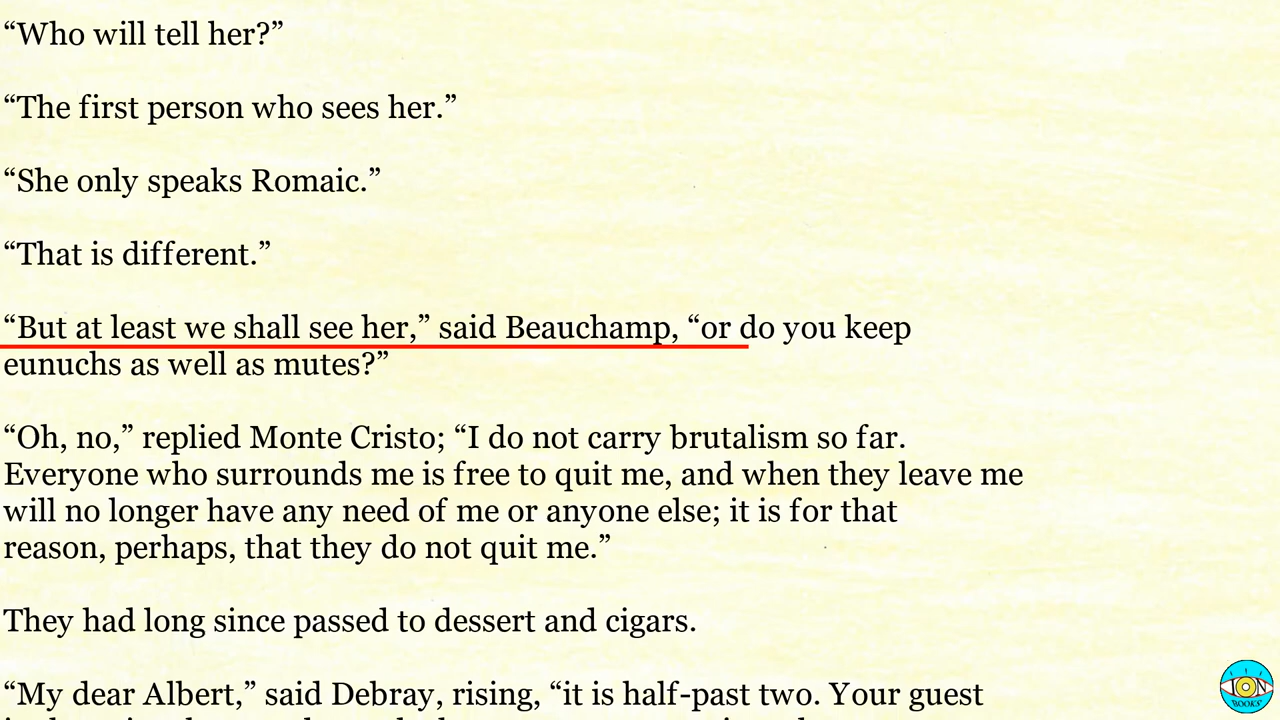 “Who will tell her?”
“The first person who sees her.”
“She only speaks Romaic.”
“That is different.”
“But at least we shall see her,” said Beauchamp, “or do you keep
eunuchs as well as mutes?”
“Oh, no,” replied Monte Cristo; “I do not carry brutalism so far.
Everyone who surrounds me is free to quit me, and when they leave me
will no longer have any need of me or anyone else; it is for that
reason, perhaps, that they do not quit me.”
They had long since passed to dessert and cigars.
“My dear Albert,” said Debray, rising, “it is half-past two. Your guest
ION
BOOKS